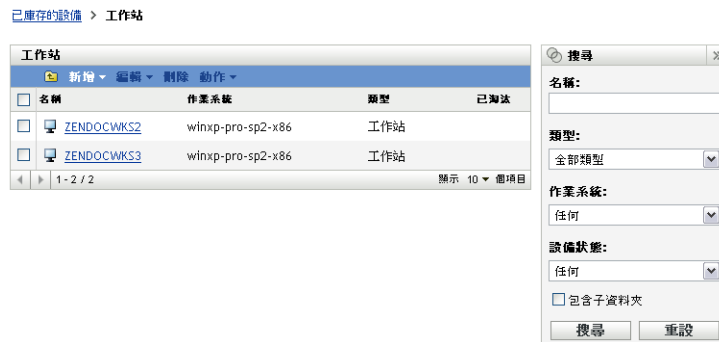 已庫存的設備 > 工作站
工作站
新增 編輯 刪除 動作
名稱 作業系統 類型 已淘汰
ZENDOCWKS2 winxp-pro-sp2-x86 工作站
ZENDOCWKS3 winxp-pro-sp2-x86 工作站
1 - 2 / 2 顯示 10 個項目
搜尋
名稱:
類型:
全部類型
作業系統:
任何
設備狀態:
任何
包含子資料夾
搜尋 重設